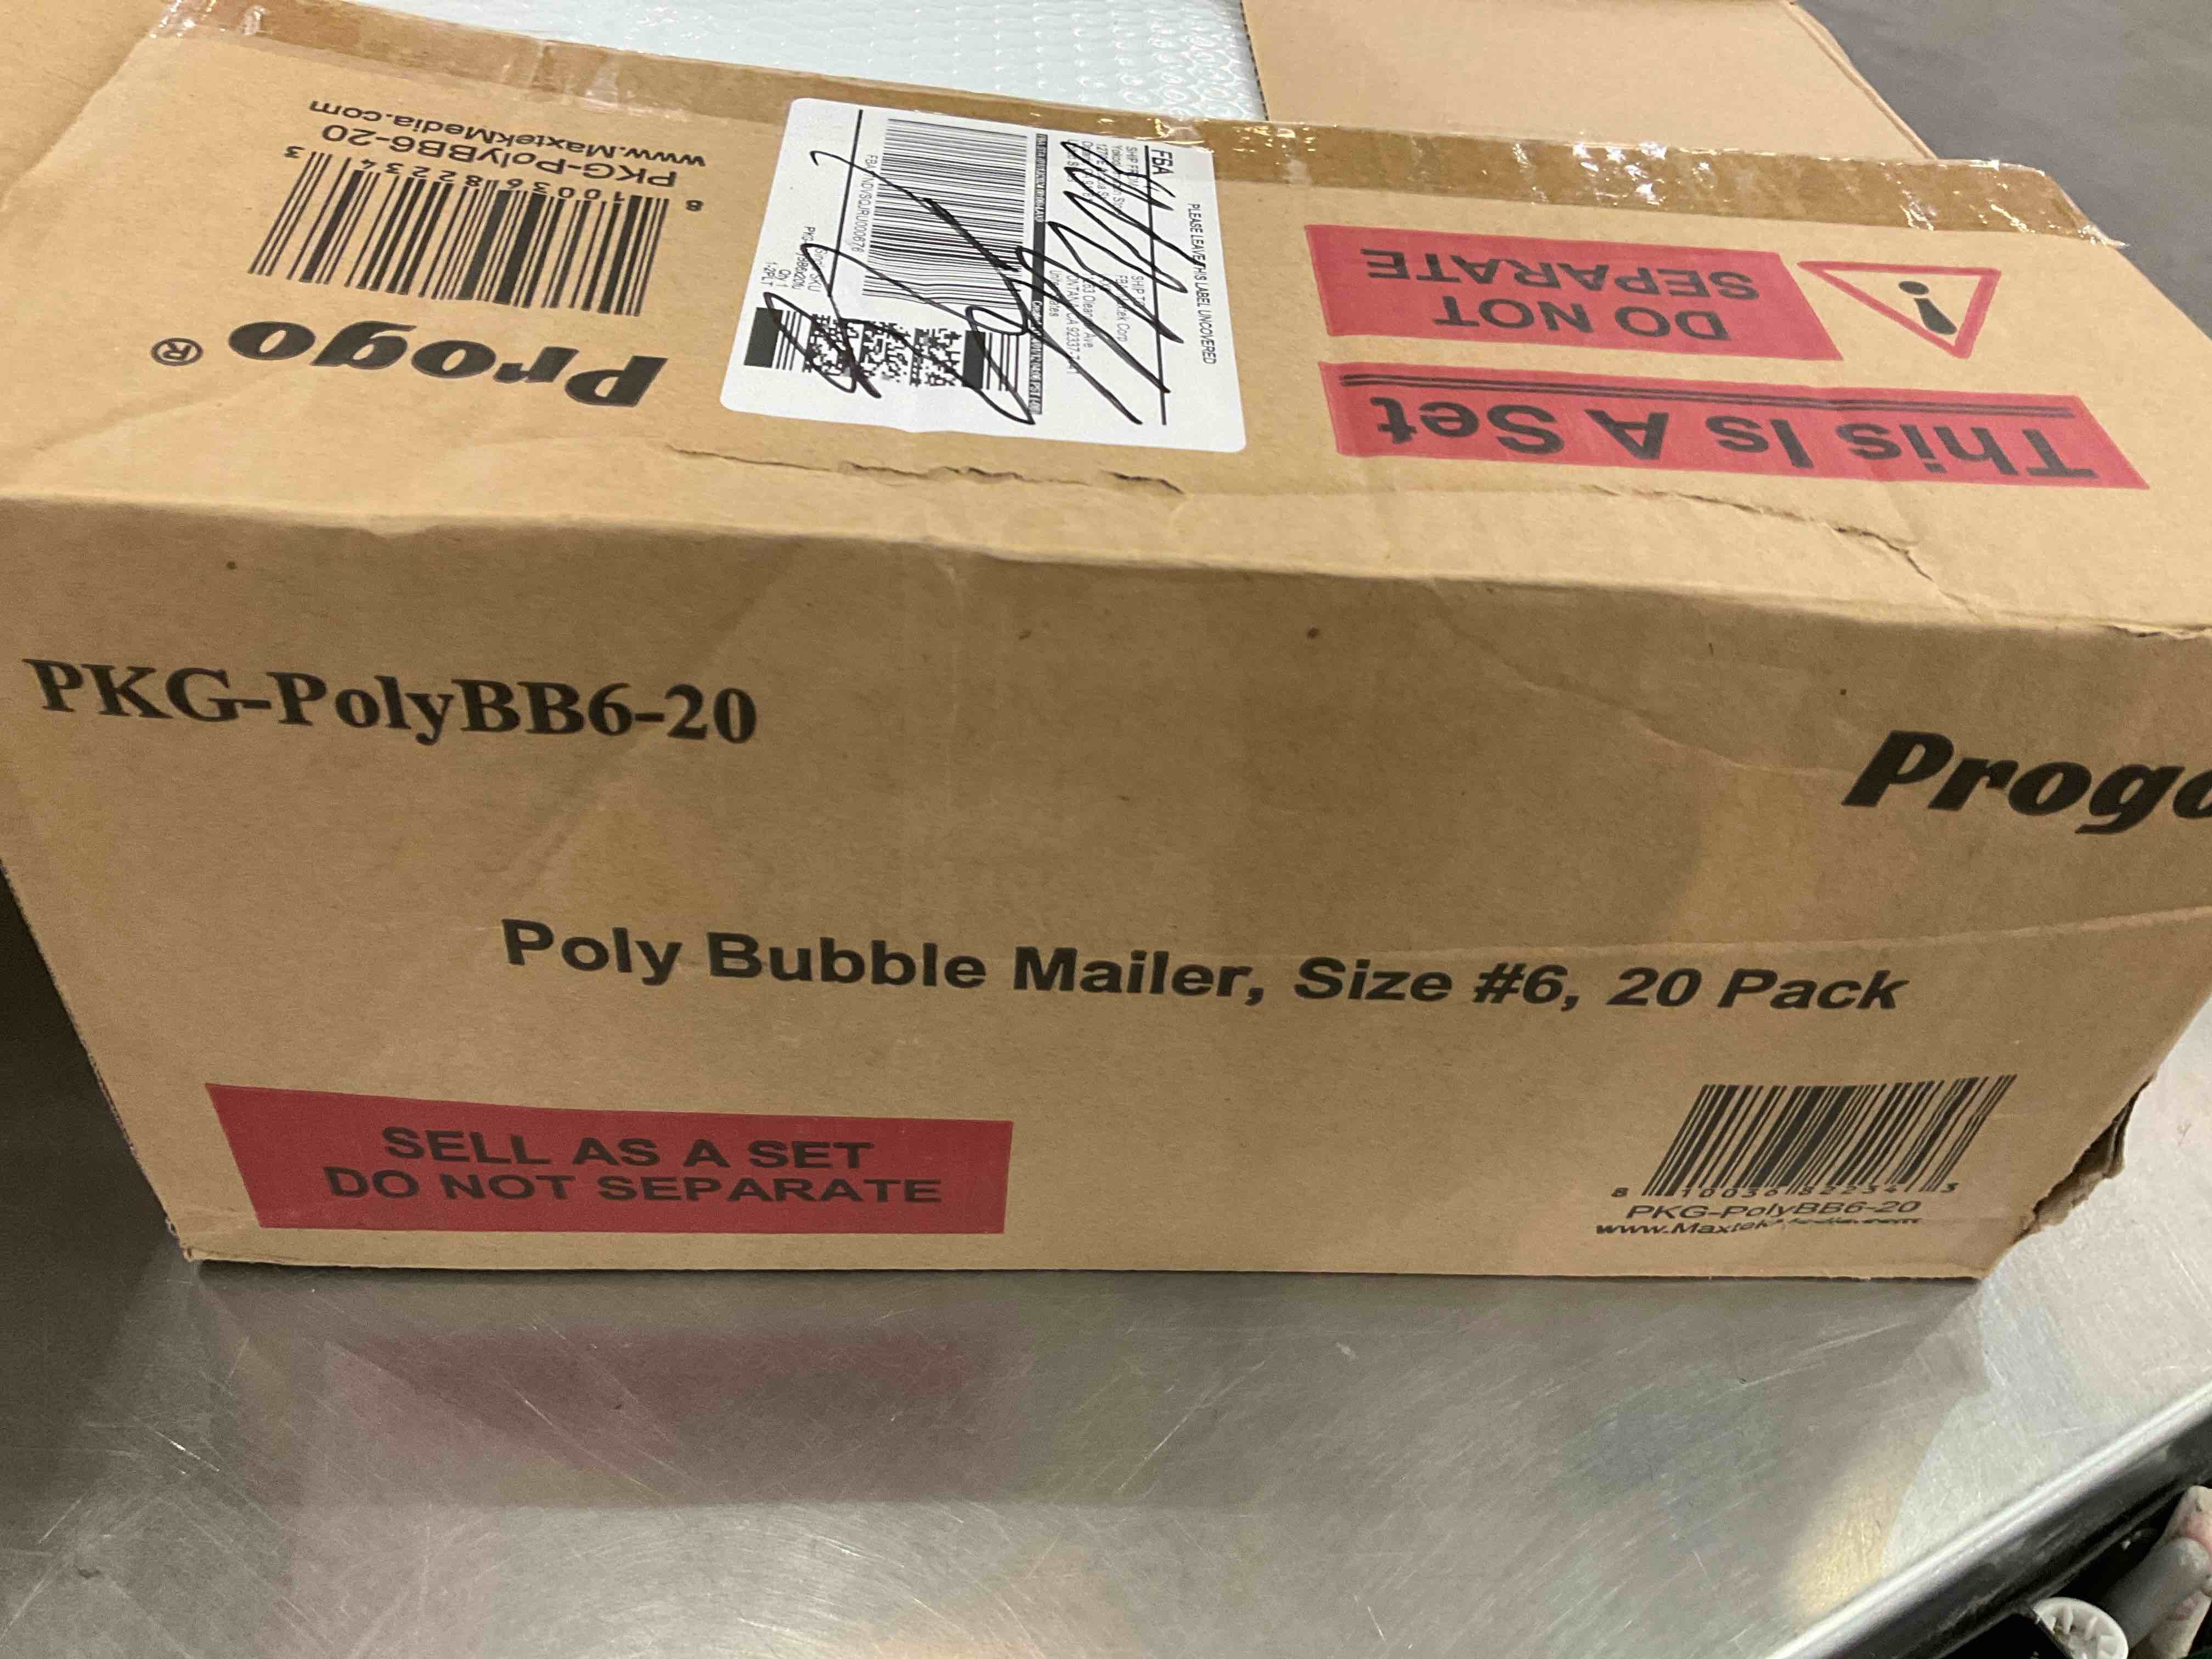 www.MaxtekMedia.com
PKG-PolyBB6-20
8 10036 82234 3
Progo®
PLEASE LEAVE THIS LABEL UNCOVERED
FBA
DO NOT
SEPARATE
This Is A Set
PKG-PolyBB6-20
Progo
Poly Bubble Mailer, Size #6, 20 Pack
SELL AS A SET
DO NOT SEPARATE
8 10036 82234 3
PKG-PolyBB6-20